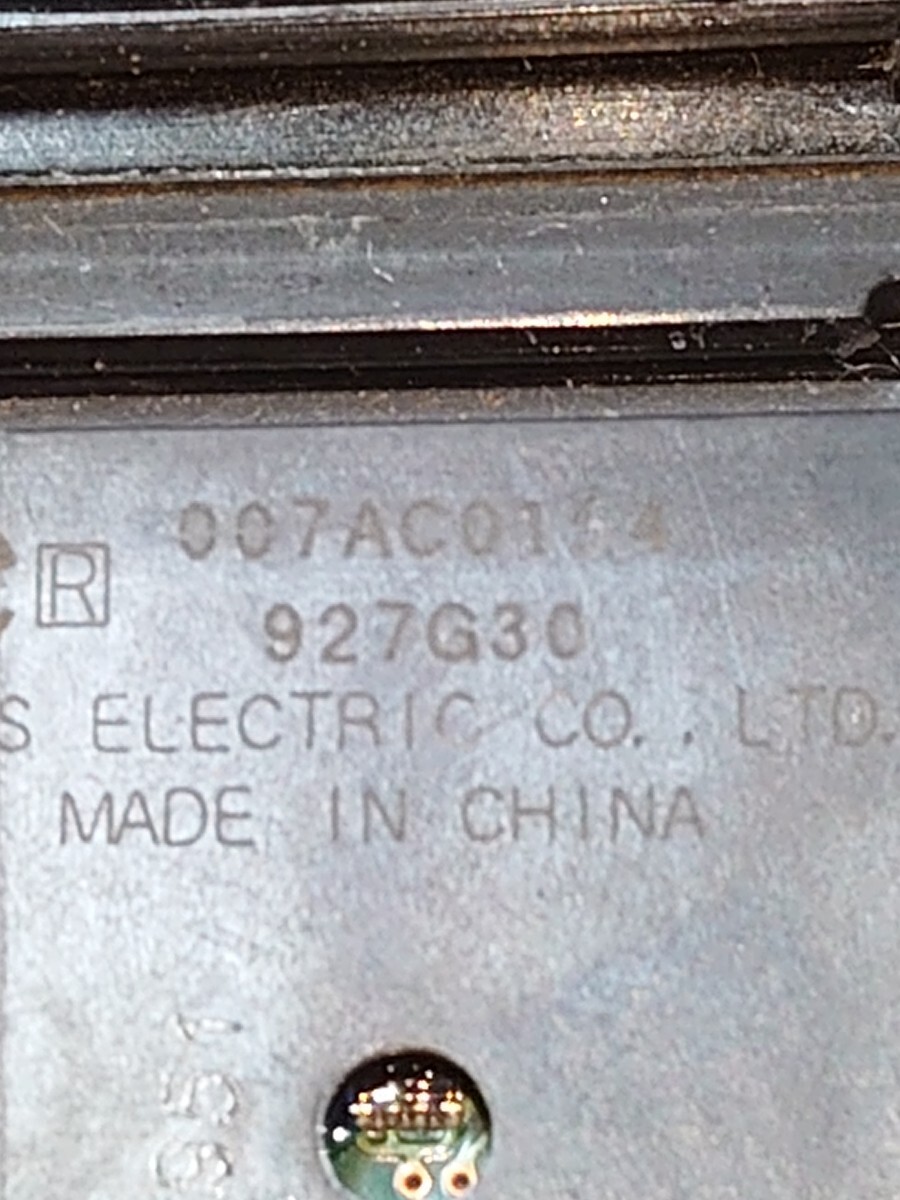 R
927G30
S ELECTRIC CO., LTD.
MADE IN CHINA